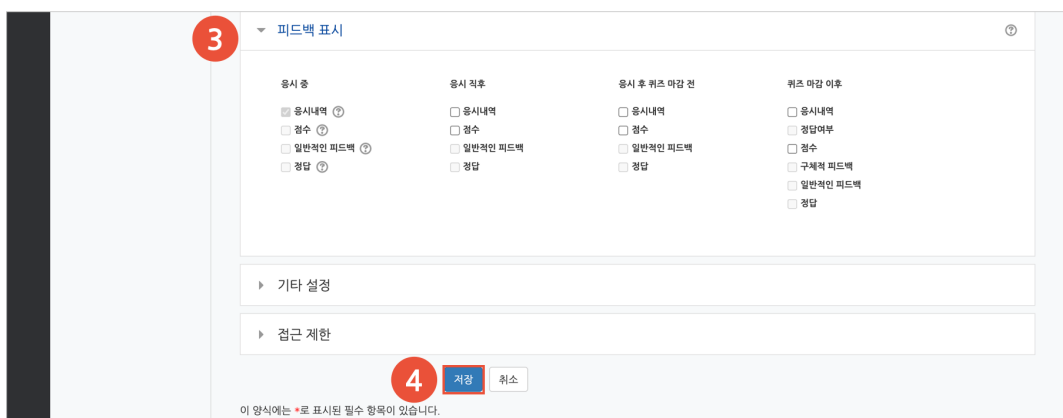 3
피드백 표시
응시 중
응시 직후
응시 후 퀴즈 마감 전
퀴즈 마감 이후
응시내역
응시내역
응시내역
응시내역
점수
점수
점수
정답여부
일반적인 피드백
일반적인 피드백
일반적인 피드백
점수
정답
정답
정답
구체적 피드백
일반적인 피드백
정답
기타 설정
접근 제한
4
저장
취소
이 양식에는 *로 표시된 필수 항목이 있습니다.